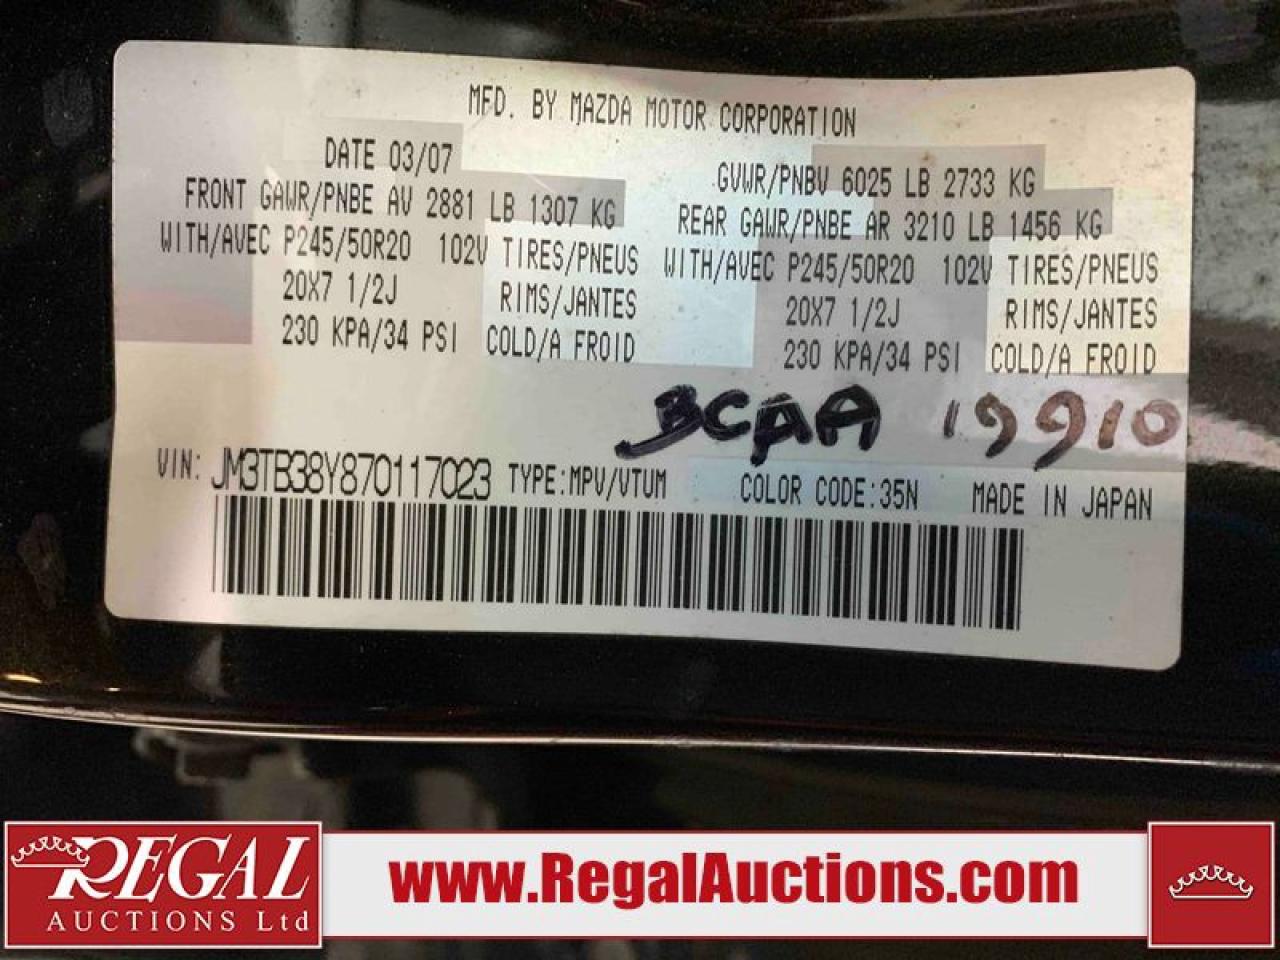 MFD. BY MAZDA MOTOR CORPORATION
DATE 03/07 GVWR/PNBV 6025 LB 2733 KG
FRONT GAWR/PNBE AV 2881 LB 1307 KG REAR GAWR/PNBE AR 3210 LB 1456 KG
WITH/AVEC P245/50R20 102V TIRES/PNEUS WITH/AVEC P245/50R20 102V TIRES/PNEUS
20X7 1/2J RIMS/JANTES 20X7 1/2J RIMS/JANTES
230 KPA/34 PSI COLD/A FROID 230 KPA/34 PSI COLD/A FROID
BCAA 19910
VIN: JM3TB38Y870117023 TYPE:MPV/VTUM COLOR CODE:35N MADE IN JAPAN
REGAL
AUCTIONS Ltd
www.RegalAuctions.com